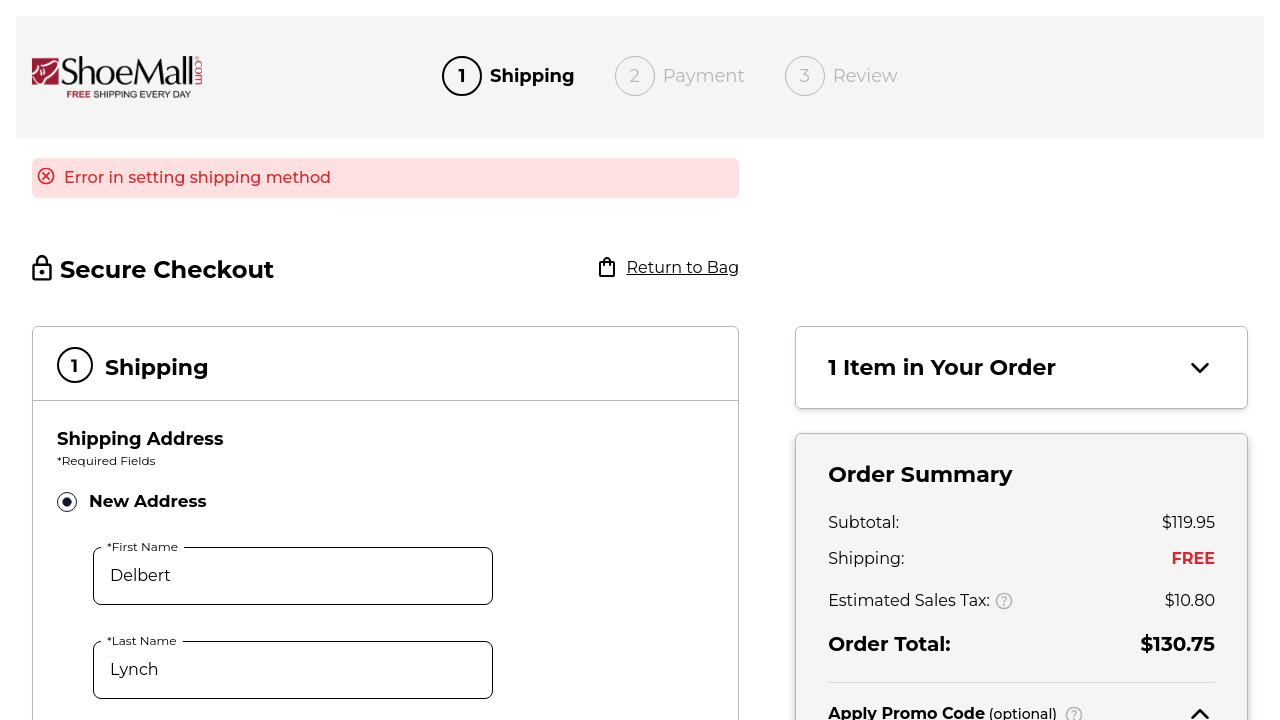 ShoeMall.com
FREE SHIPPING EVERY DAY
1 Shipping
2 Payment
3 Review
Error in setting shipping method
Secure Checkout
Return to Bag
1 Shipping
Shipping Address
*Required Fields
New Address
*First Name
Delbert
*Last Name
Lynch
1 Item in Your Order
Order Summary
Subtotal: $119.95
Shipping: FREE
Estimated Sales Tax: ? $10.80
Order Total: $130.75
Apply Promo Code (optional) ?